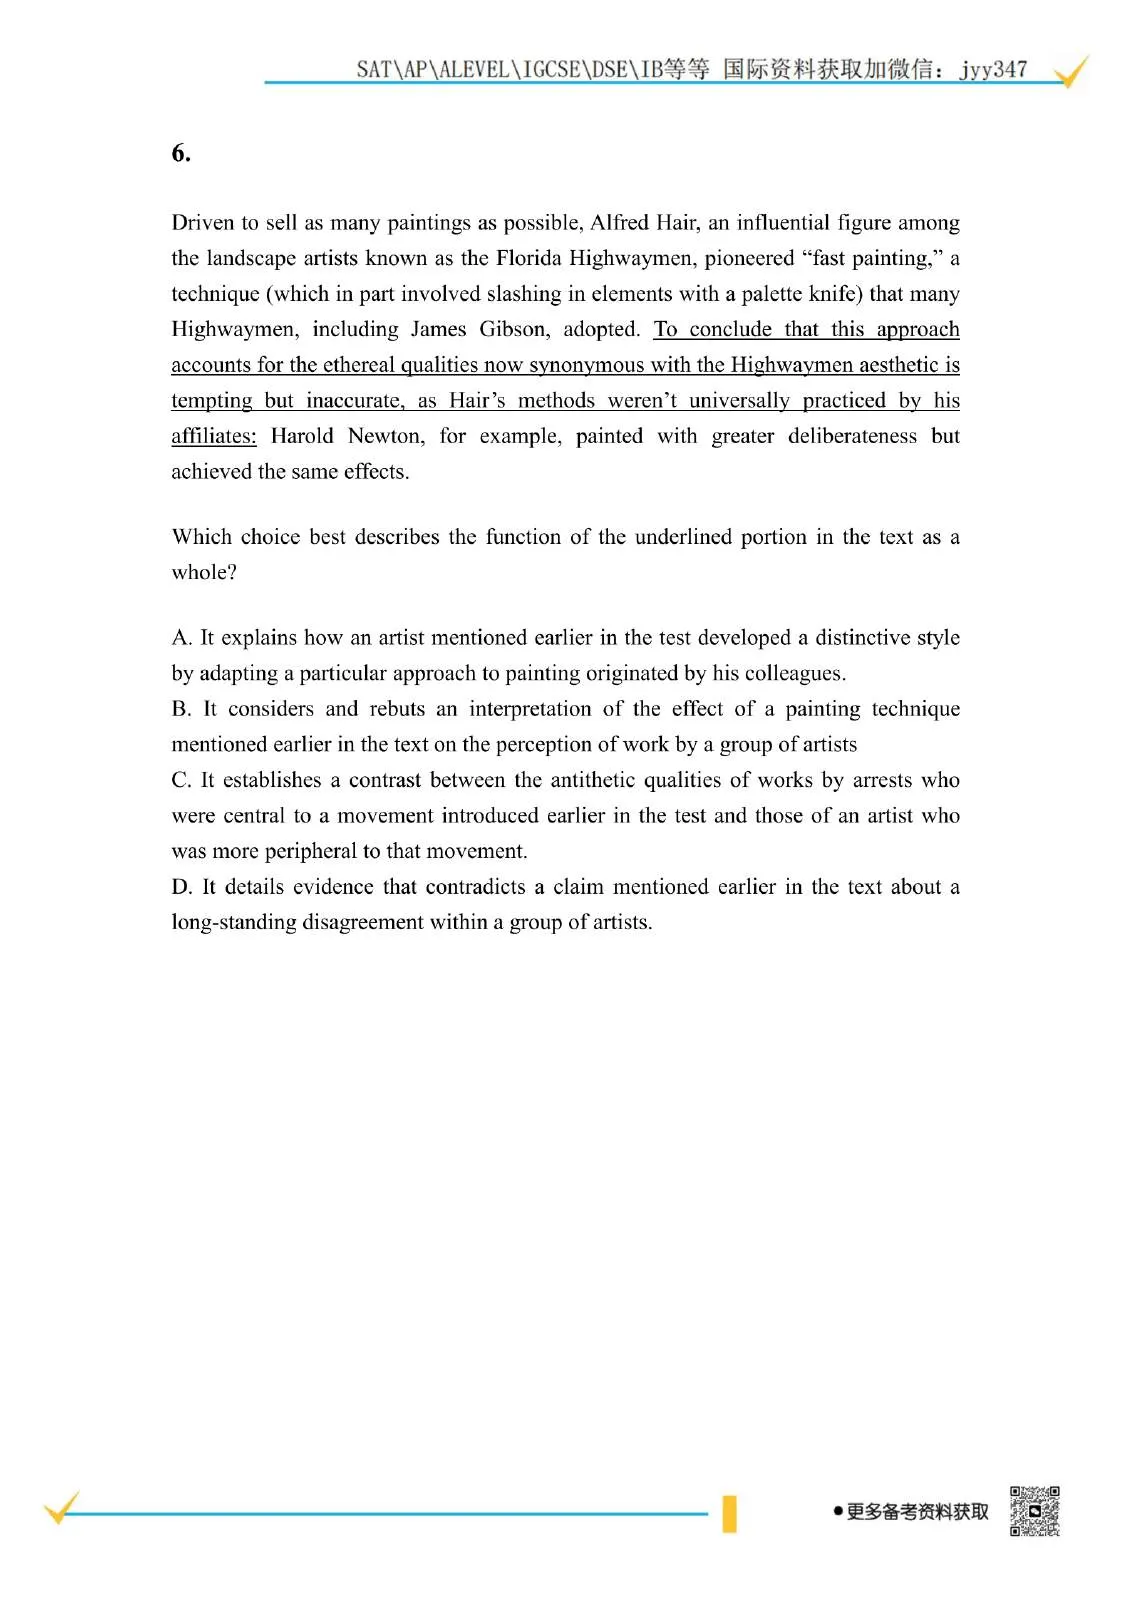 SAT\AP\ALEVEL\IGCSE\DSE\IB等等 国际资料获取加微信：jyy347
6.
Driven to sell as many paintings as possible, Alfred Hair, an influential figure among
the landscape artists known as the Florida Highwaymen, pioneered “fast painting,” a
technique (which in part involved slashing in elements with a palette knife) that many
Highwaymen, including James Gibson, adopted. To conclude that this approach
accounts for the ethereal qualities now synonymous with the Highwaymen aesthetic is
tempting but inaccurate, as Hair’s methods weren’t universally practiced by his
affiliates: Harold Newton, for example, painted with greater deliberateness but
achieved the same effects.
Which choice best describes the function of the underlined portion in the text as a
whole?
A. It explains how an artist mentioned earlier in the test developed a distinctive style
by adapting a particular approach to painting originated by his colleagues.
B. It considers and rebuts an interpretation of the effect of a painting technique
mentioned earlier in the text on the perception of work by a group of artists
C. It establishes a contrast between the antithetic qualities of works by arrests who
were central to a movement introduced earlier in the test and those of an artist who
was more peripheral to that movement.
D. It details evidence that contradicts a claim mentioned earlier in the text about a
long-standing disagreement within a group of artists.
●更多备考资料获取